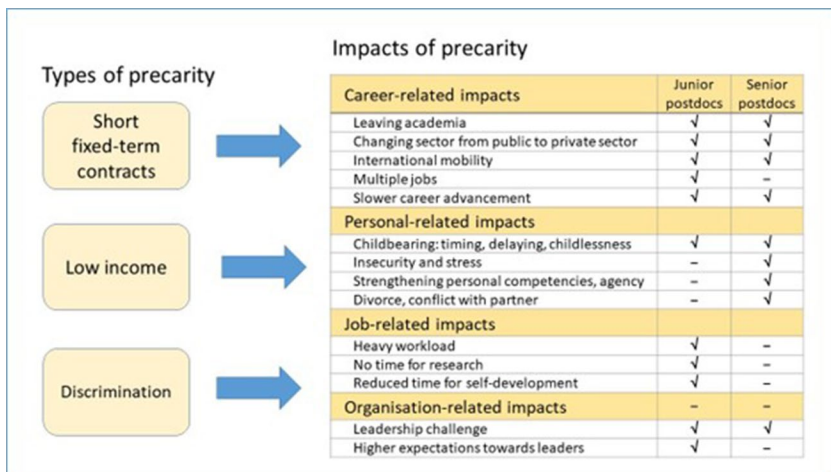 Types of precarity
Short
fixed-term
contracts
Low income
Discrimination
Impacts of precarity
Career-related impacts Junior postdocs Senior postdocs
Leaving academia √ √
Changing sector from public to private sector √ √
International mobility √ √
Multiple jobs √ –
Slower career advancement √ √
Personal-related impacts
Childbearing: timing, delaying, childlessness √ √
Insecurity and stress – √
Strengthening personal competencies, agency – √
Divorce, conflict with partner – √
Job-related impacts
Heavy workload √ –
No time for research √ –
Reduced time for self-development √ –
Organisation-related impacts – –
Leadership challenge √ √
Higher expectations towards leaders √ –